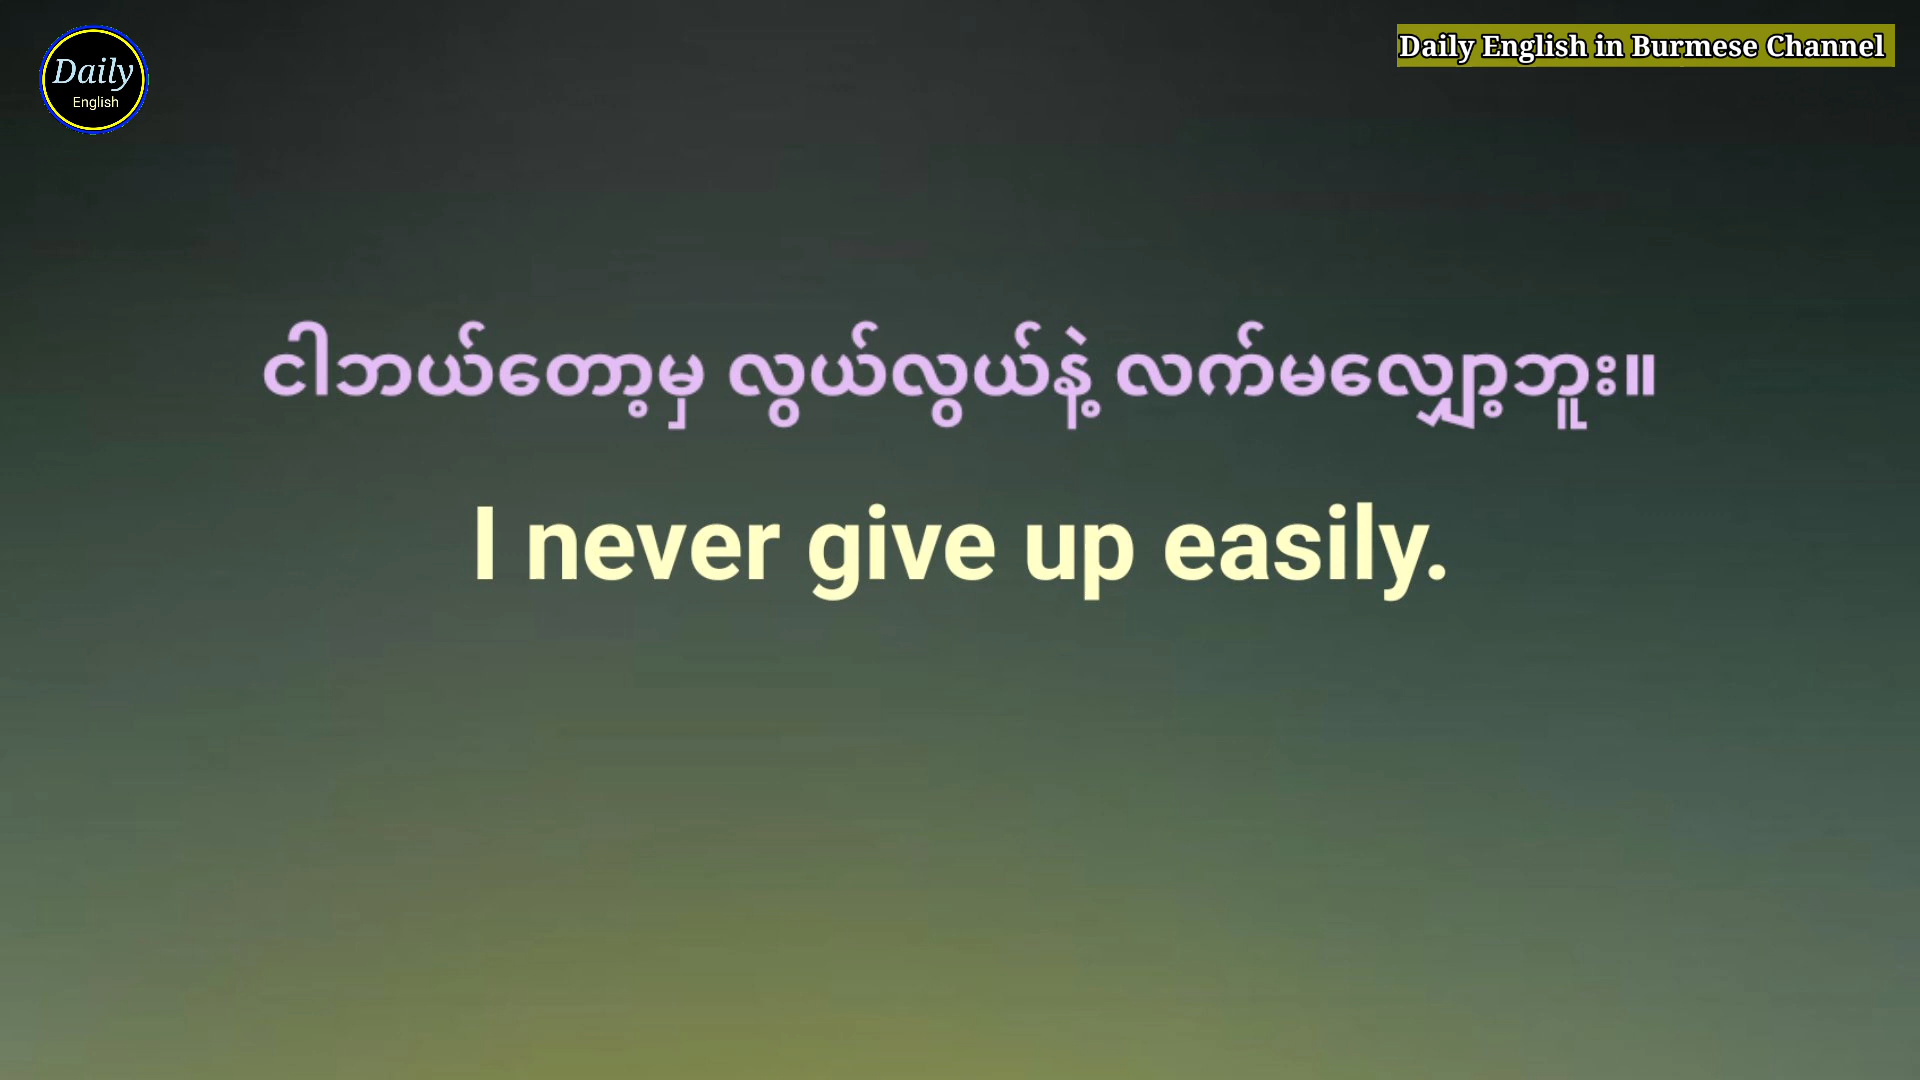 Daily
English
Daily English in Burmese Channel
ငါဘယ်တော့မှ လွယ်လွယ်နဲ့ လက်မလျှော့ဘူး။
I never give up easily.